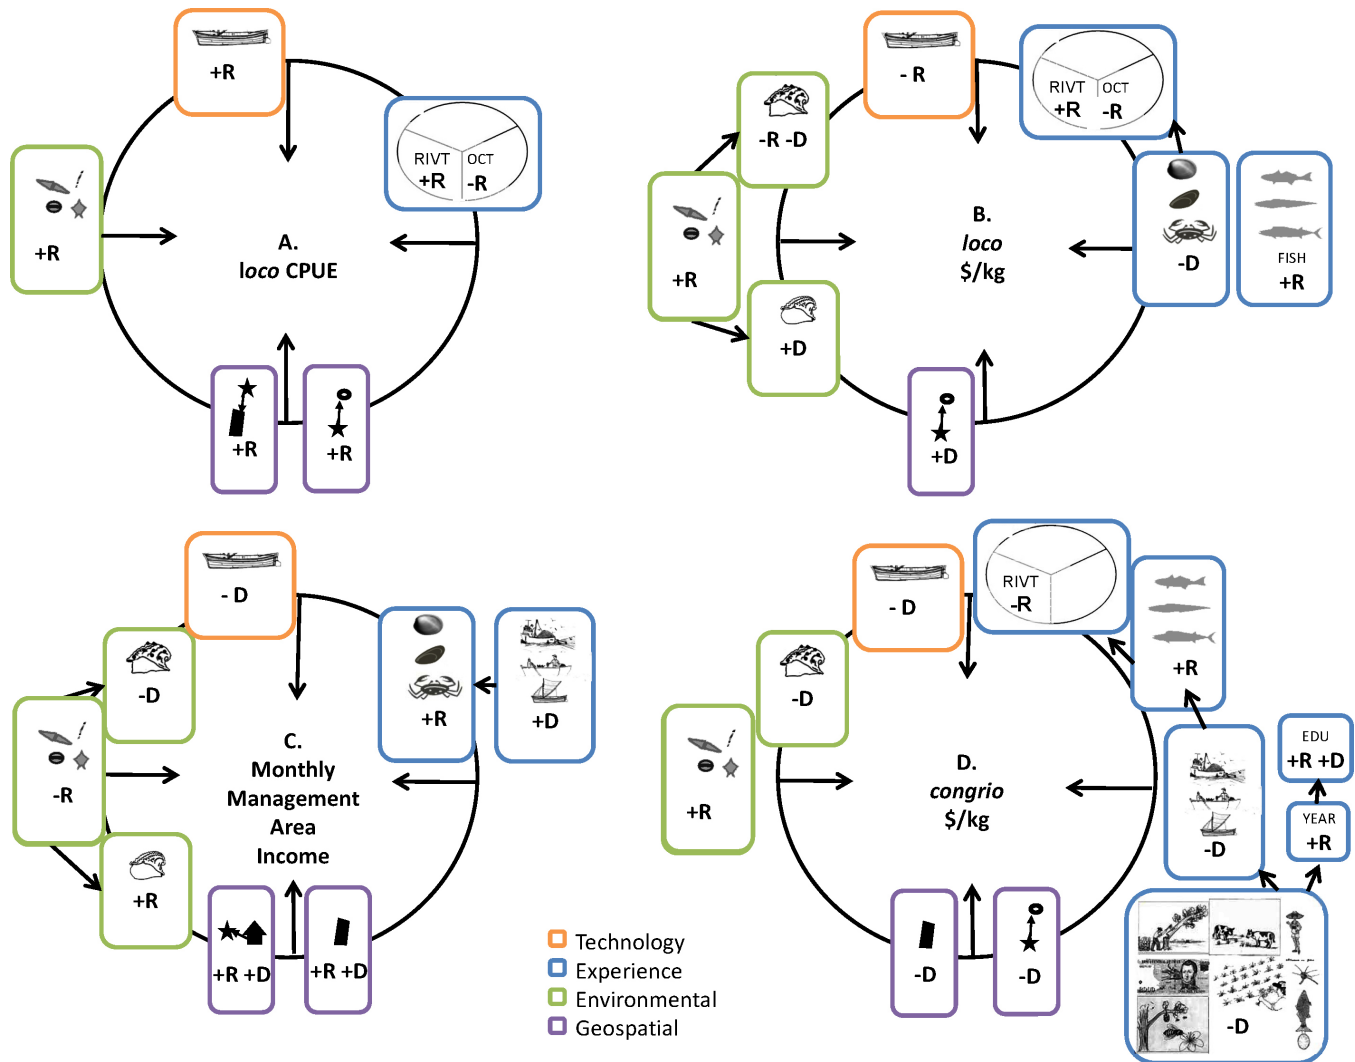 +R
RIVT
+R
OCT
-R
+R
A.
loco CPUE
+R
+R
- R
RIVT
+R
OCT
-R
-R -D
+R
+D
B.
loco
$/kg
-D
FISH
+R
+D
- D
-D
-R
+R
+R
+D
C.
Monthly
Management
Area
Income
+R +D
+R +D
- D
RIVT
-R
+R
-D
+R
D.
congrio
$/kg
-D
EDU
+R +D
YEAR
+R
-D
-D
-D
Technology
Experience
Environmental
Geospatial